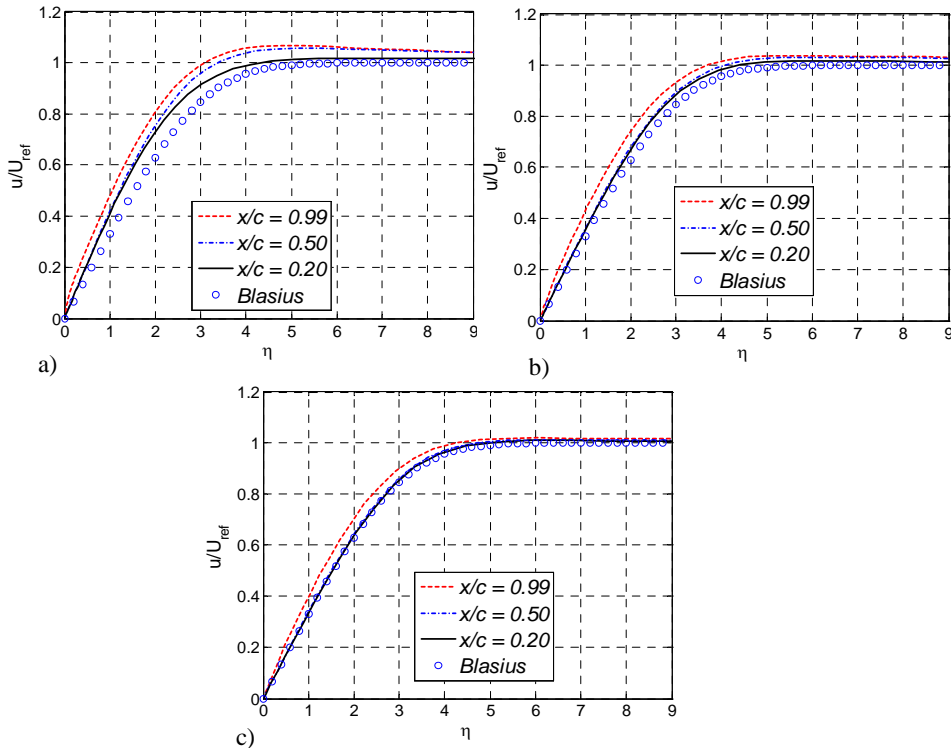 1.2
1
0.8
0.6
0.4
0.2
0
u/U_ref
x/c = 0.99
x/c = 0.50
x/c = 0.20
Blasius
0 1 2 3 4 5 6 7 8 9
η
a)
1.2
1
0.8
0.6
0.4
0.2
0
u/U_ref
x/c = 0.99
x/c = 0.50
x/c = 0.20
Blasius
0 1 2 3 4 5 6 7 8 9
η
b)
1.2
1
0.8
0.6
0.4
0.2
0
u/U_ref
x/c = 0.99
x/c = 0.50
x/c = 0.20
Blasius
0 1 2 3 4 5 6 7 8 9
η
c)